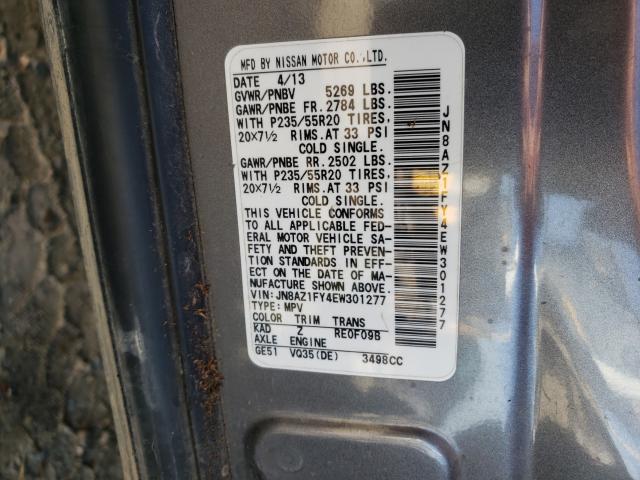 MFD BY NISSAN MOTOR CO.,LTD.
DATE 4/13
GVWR/PNBV 5269 LBS.
GAWR/PNBE FR. 2784 LBS.
WITH P235/55R20 TIRES,
20X7½ RIMS.AT 33 PSI
COLD SINGLE.
GAWR/PNBE RR. 2502 LBS.
WITH P235/55R20 TIRES,
20X7½ RIMS.AT 33 PSI
COLD SINGLE.
THIS VEHICLE CONFORMS
TO ALL APPLICABLE FED-
ERAL MOTOR VEHICLE SA-
FETY AND THEFT PREVEN-
TION STANDARDS IN EFF-
ECT ON THE DATE OF MA-
NUFACTURE SHOWN ABOVE.
VIN: JN8AZ1FY4EW301277
TYPE: MPV
COLOR TRIM TRANS
KAD Z RE0F09B
AXLE ENGINE
GE51 VQ35(DE) 3498CC
JN8AZ1FY4EW301277